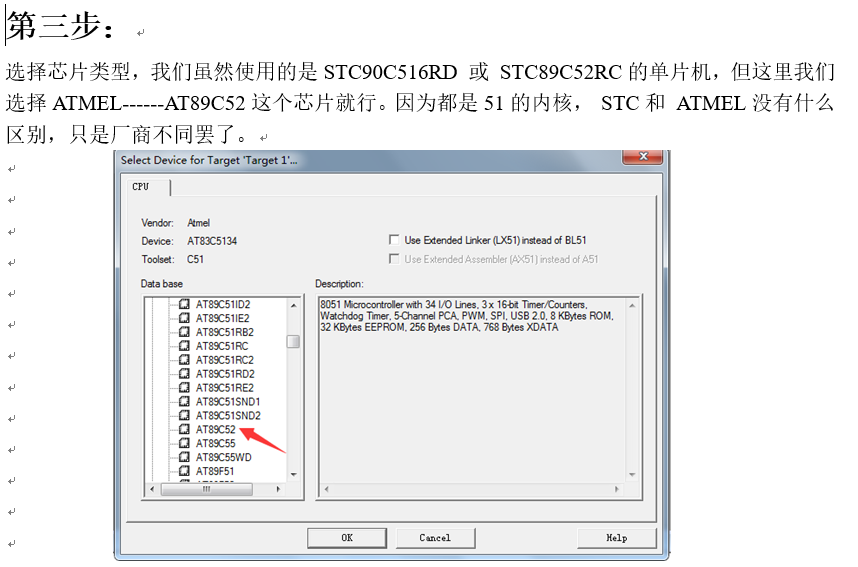 第三步：
选择芯片类型，我们虽然使用的是 STC90C516RD 或 STC89C52RC 的单片机，但这里我们
选择 ATMEL------AT89C52 这个芯片就行。因为都是 51 的内核， STC 和 ATMEL 没有什么
区别，只是厂商不同罢了。
Select Device for Target 'Target 1'...
CPU
Vendor: Atmel
Device: AT83C5134
Toolset: C51
Use Extended Linker (LX51) instead of BL51
Use Extended Assembler (AX51) instead of A51
Data base
AT89C51ID2
AT89C51IE2
AT89C51RB2
AT89C51RC
AT89C51RC2
AT89C51RD2
AT89C51RE2
AT89C51SND1
AT89C51SND2
AT89C52
AT89C55
AT89C55WD
AT89F51
Description:
8051 Microcontroller with 34 I/O Lines, 3 x 16-bit Timer/Counters,
Watchdog Timer, 5-Channel PCA, PWM, SPI, USB 2.0, 8 KBytes ROM,
32 KBytes EEPROM, 256 Bytes DATA, 768 Bytes XDATA
OK
Cancel
Help